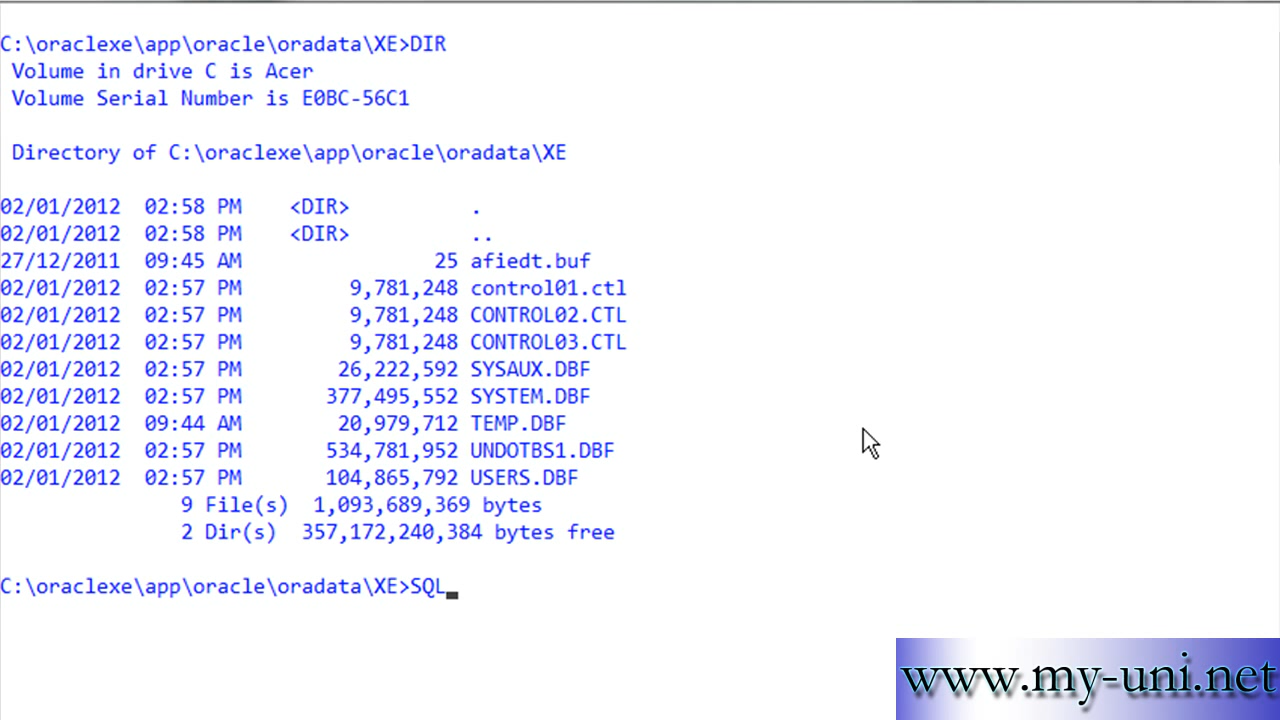 C:\oraclexe\app\oracle\oradata\XE>DIR
Volume in drive C is Acer
Volume Serial Number is E0BC-56C1
Directory of C:\oraclexe\app\oracle\oradata\XE
02/01/2012  02:58 PM    <DIR>          .
02/01/2012  02:58 PM    <DIR>          ..
27/12/2011  09:45 AM                25 afiedt.buf
02/01/2012  02:57 PM         9,781,248 control01.ctl
02/01/2012  02:57 PM         9,781,248 CONTROL02.CTL
02/01/2012  02:57 PM         9,781,248 CONTROL03.CTL
02/01/2012  02:57 PM        26,222,592 SYSAUX.DBF
02/01/2012  02:57 PM       377,495,552 SYSTEM.DBF
02/01/2012  09:44 AM        20,979,712 TEMP.DBF
02/01/2012  02:57 PM       534,781,952 UNDOTBS1.DBF
02/01/2012  02:57 PM       104,865,792 USERS.DBF
9 File(s)  1,093,689,369 bytes
2 Dir(s)  357,172,240,384 bytes free
C:\oraclexe\app\oracle\oradata\XE>SQL
www.my-uni.net